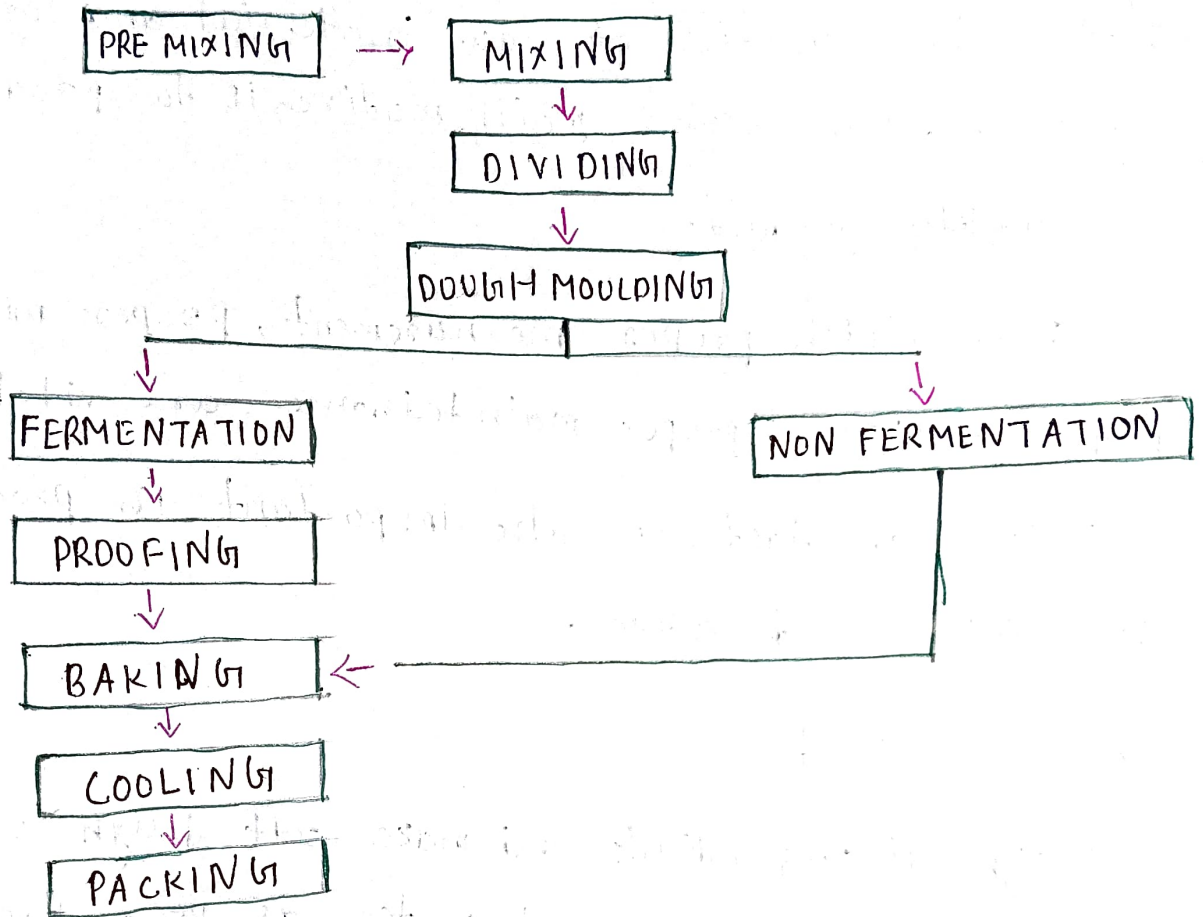 PRE MIXING
MIXING
DIVIDING
DOUGH MOULDING
FERMENTATION
NON FERMENTATION
PROOFING
BAKING
COOLING
PACKING